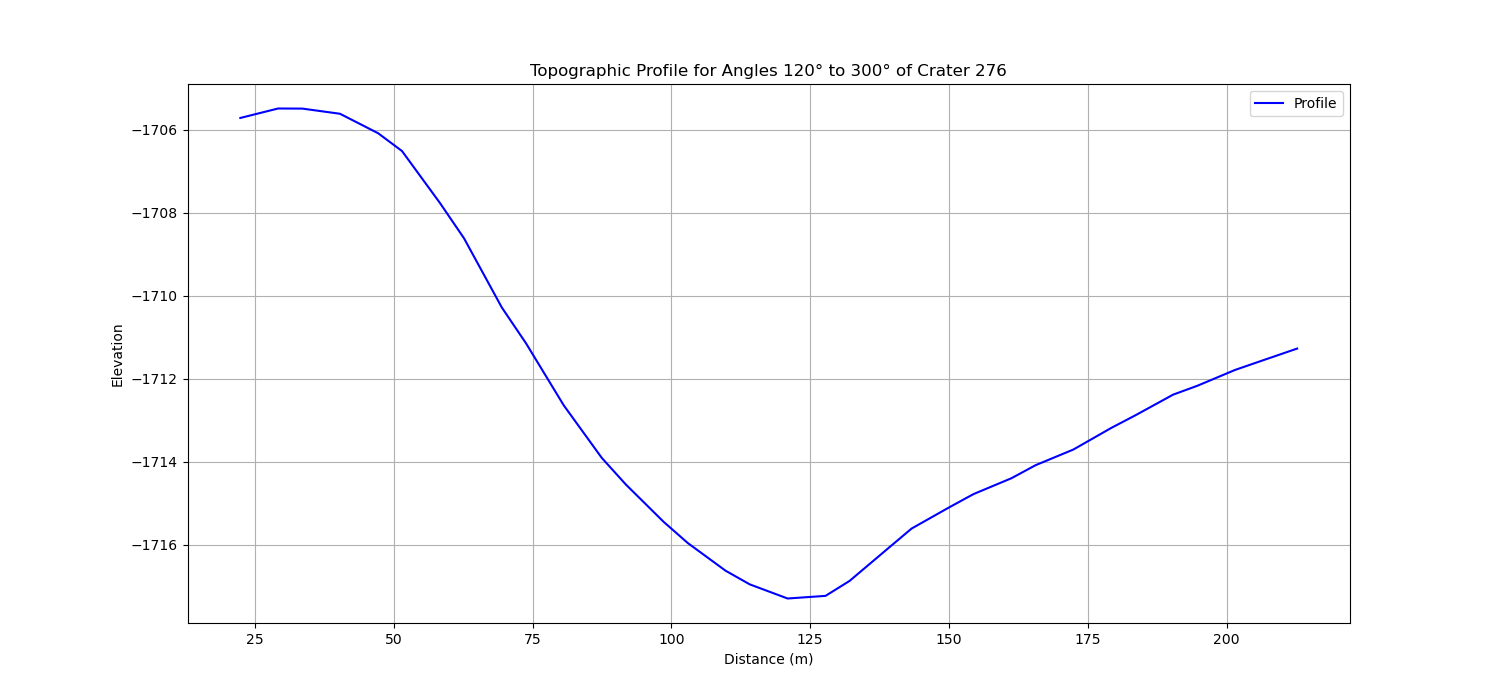 Topographic Profile for Angles 120° to 300° of Crater 276
Profile
−1706
−1708
−1710
−1712
−1714
−1716
Elevation
25 50 75 100 125 150 175 200
Distance (m)